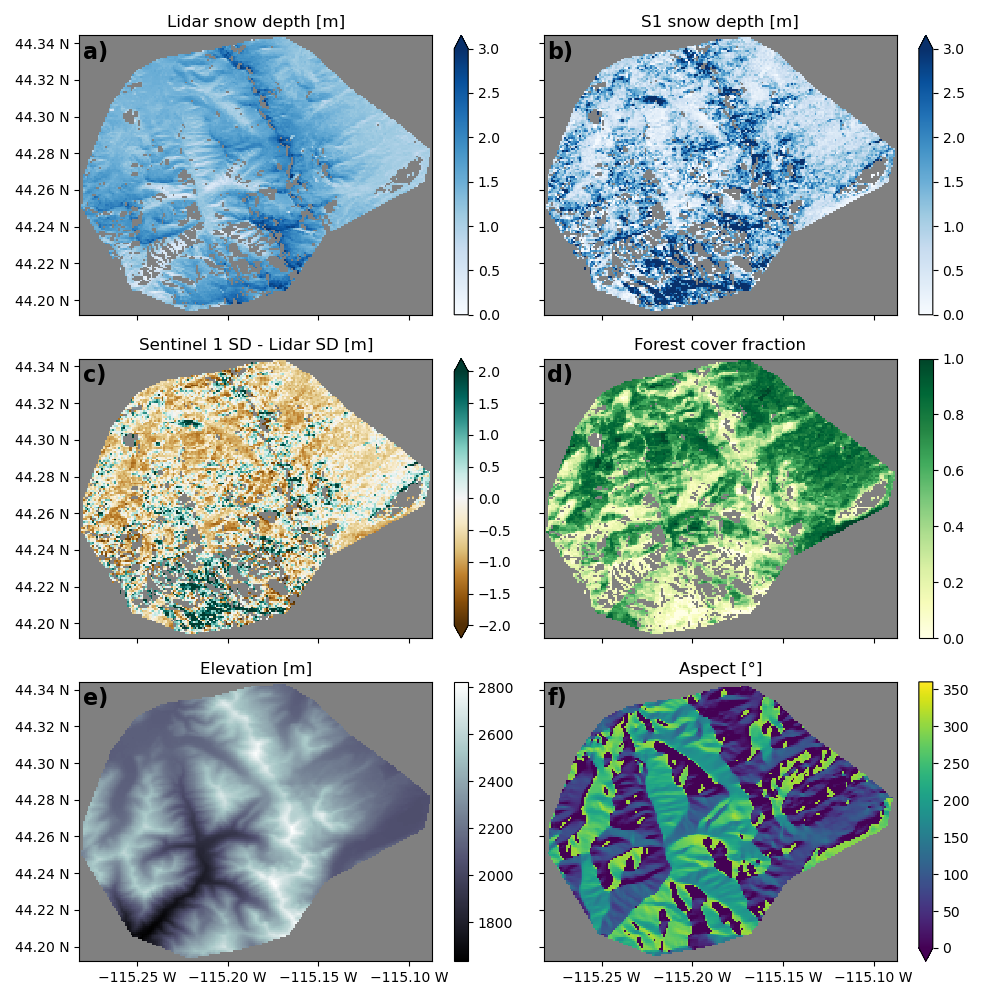 Lidar snow depth [m]
S1 snow depth [m]
a)
b)
44.34 N
44.32 N
44.30 N
44.28 N
44.26 N
44.24 N
44.22 N
44.20 N
3.0
2.5
2.0
1.5
1.0
0.5
0.0
3.0
2.5
2.0
1.5
1.0
0.5
0.0
Sentinel 1 SD - Lidar SD [m]
Forest cover fraction
c)
d)
44.34 N
44.32 N
44.30 N
44.28 N
44.26 N
44.24 N
44.22 N
44.20 N
2.0
1.5
1.0
0.5
0.0
−0.5
−1.0
−1.5
−2.0
1.0
0.8
0.6
0.4
0.2
0.0
Elevation [m]
Aspect [°]
e)
f)
44.34 N
44.32 N
44.30 N
44.28 N
44.26 N
44.24 N
44.22 N
44.20 N
2800
2600
2400
2200
2000
1800
350
300
250
200
150
100
50
0
−115.25 W −115.20 W −115.15 W −115.10 W
−115.25 W −115.20 W −115.15 W −115.10 W